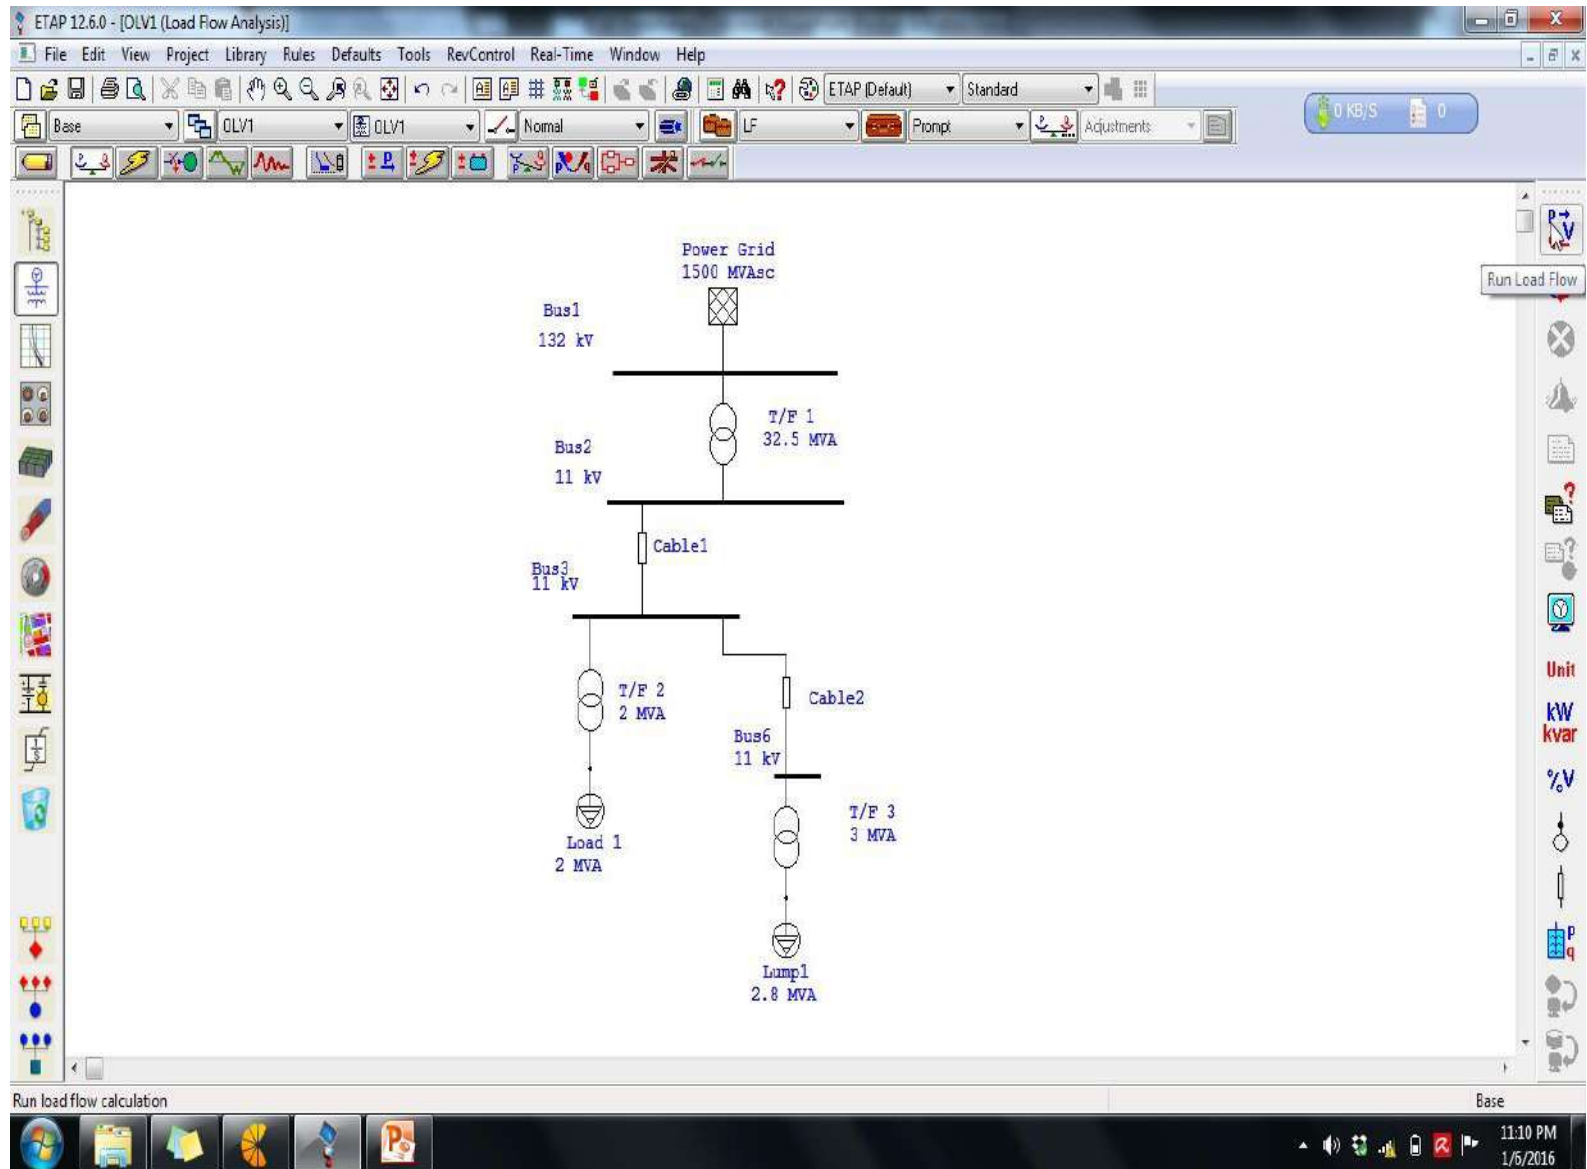 ETAP 12.6.0 - [OLV1 (Load Flow Analysis)]
File Edit View Project Library Rules Defaults Tools RevControl Real-Time Window Help
ETAP (Default) Standard
0 KB/S 0
Base OLV1 OLV1 Normal LF Prompt Adjustments
Power Grid
1500 MVAsc
Run Load Flow
Bus1
132 kV
T/F 1
32.5 MVA
Bus2
11 kV
Cable1
Bus3
11 kV
T/F 2
2 MVA
Cable2
Bus6
11 kV
T/F 3
3 MVA
Load 1
2 MVA
Lump1
2.8 MVA
Unit
kW
kvar
%V
P
q
Run load flow calculation Base
11:10 PM
1/6/2016